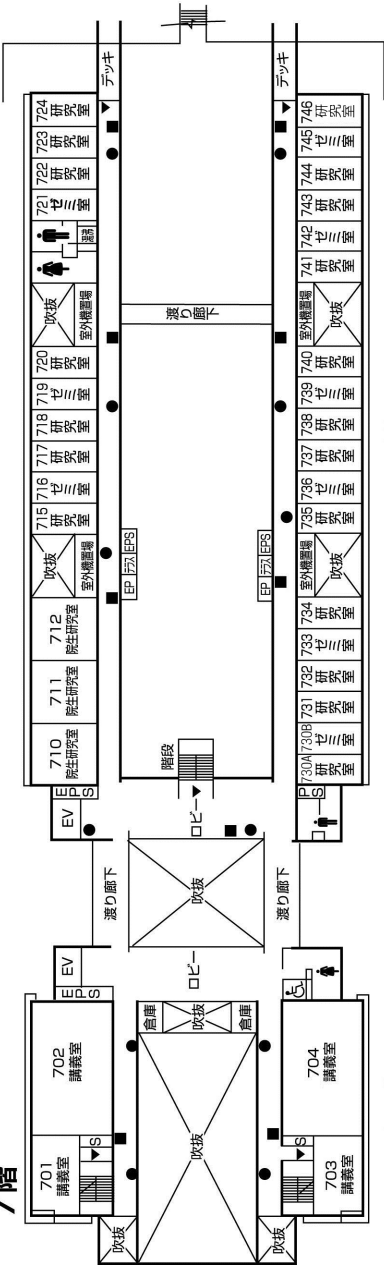 7階
701
講義室
702
講義室
S
EPS
EV
渡り廊下
EV
EPS
710
院生研究室
711
院生研究室
712
院生研究室
吹抜
室外機置場
715
研究室
716
ゼミ室
717
研究室
718
研究室
719
ゼミ室
720
研究室
吹抜
室外機置場
湯沸
721
ゼミ室
722
研究室
723
研究室
724
研究室
デッキ
吹抜
倉庫
吹抜
倉庫
吹抜
吹抜
ロビー
吹抜
ロビー
階段
EP
テラス
EPS
渡り廊下
EP
テラス
EPS
703
講義室
704
講義室
S
渡り廊下
PS
730A
研究室
730B
ゼミ室
731
研究室
732
研究室
733
ゼミ室
734
研究室
室外機置場
吹抜
735
研究室
736
ゼミ室
737
研究室
738
研究室
739
ゼミ室
740
研究室
室外機置場
吹抜
741
研究室
742
ゼミ室
743
研究室
744
研究室
745
ゼミ室
746
研究室
デッキ